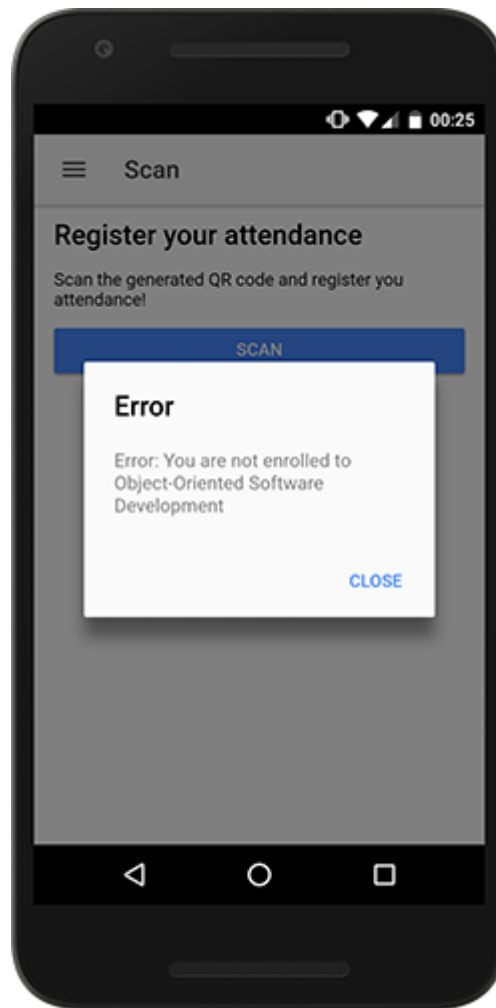 00:25
Scan
Register your attendance
Scan the generated QR code and register you
attendance!
SCAN
Error
Error: You are not enrolled to
Object-Oriented Software
Development
CLOSE